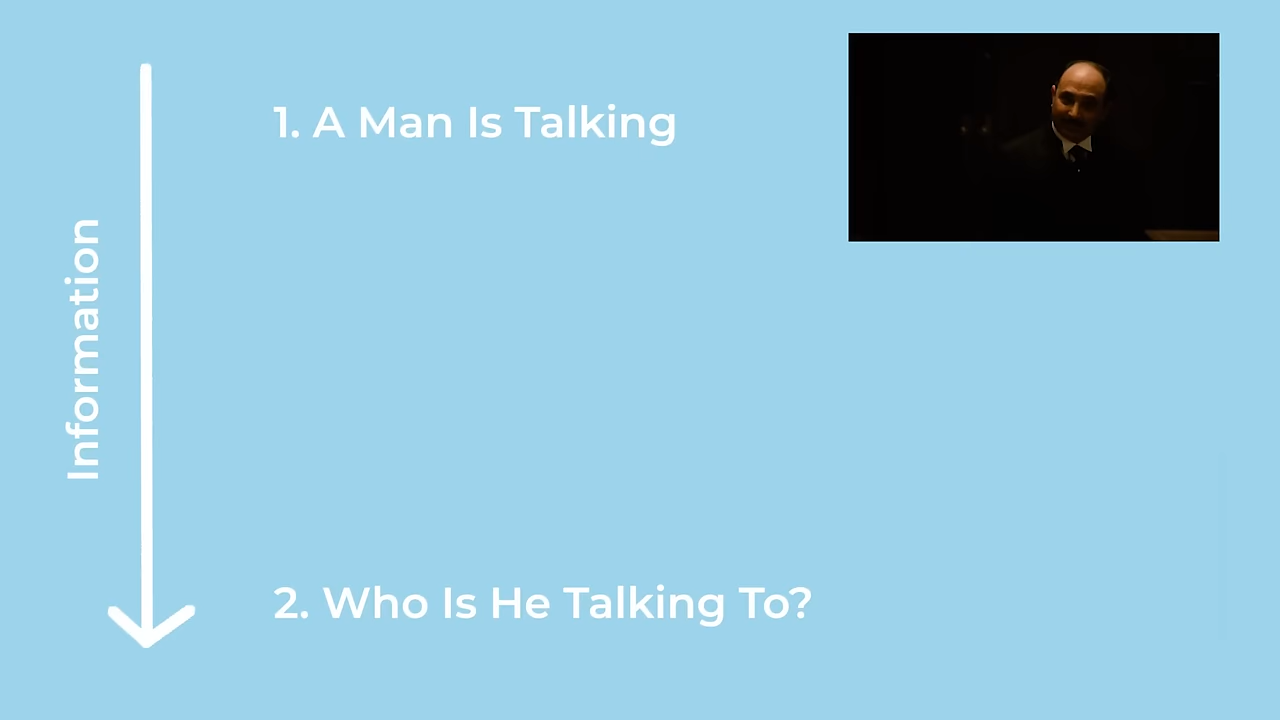 Information
1. A Man Is Talking
2. Who Is He Talking To?